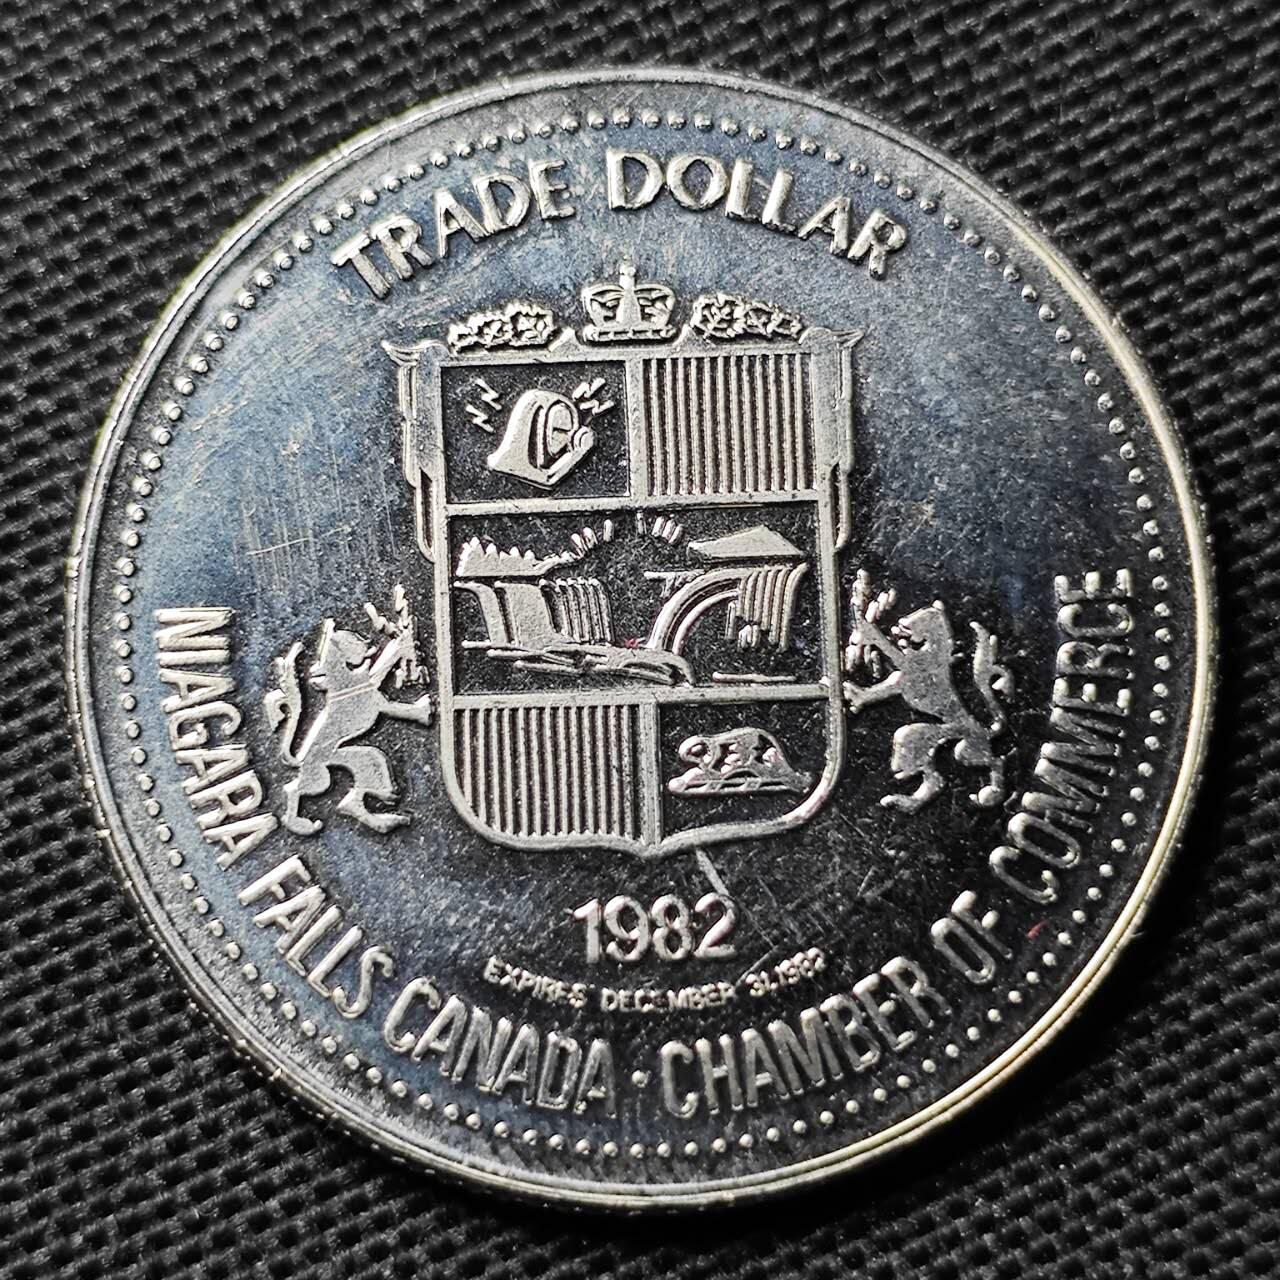 TRADE DOLLAR
1982
EXPIRES DECEMBER 31,1982
NIAGARA FALLS CANADA · CHAMBER OF COMMERCE